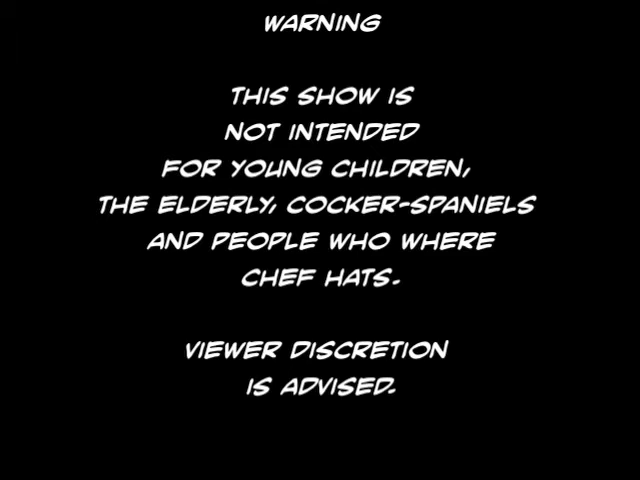 WARNING
THIS SHOW IS
NOT INTENDED
FOR YOUNG CHILDREN,
THE ELDERLY, COCKER-SPANIELS
AND PEOPLE WHO WHERE
CHEF HATS.
VIEWER DISCRETION
IS ADVISED.